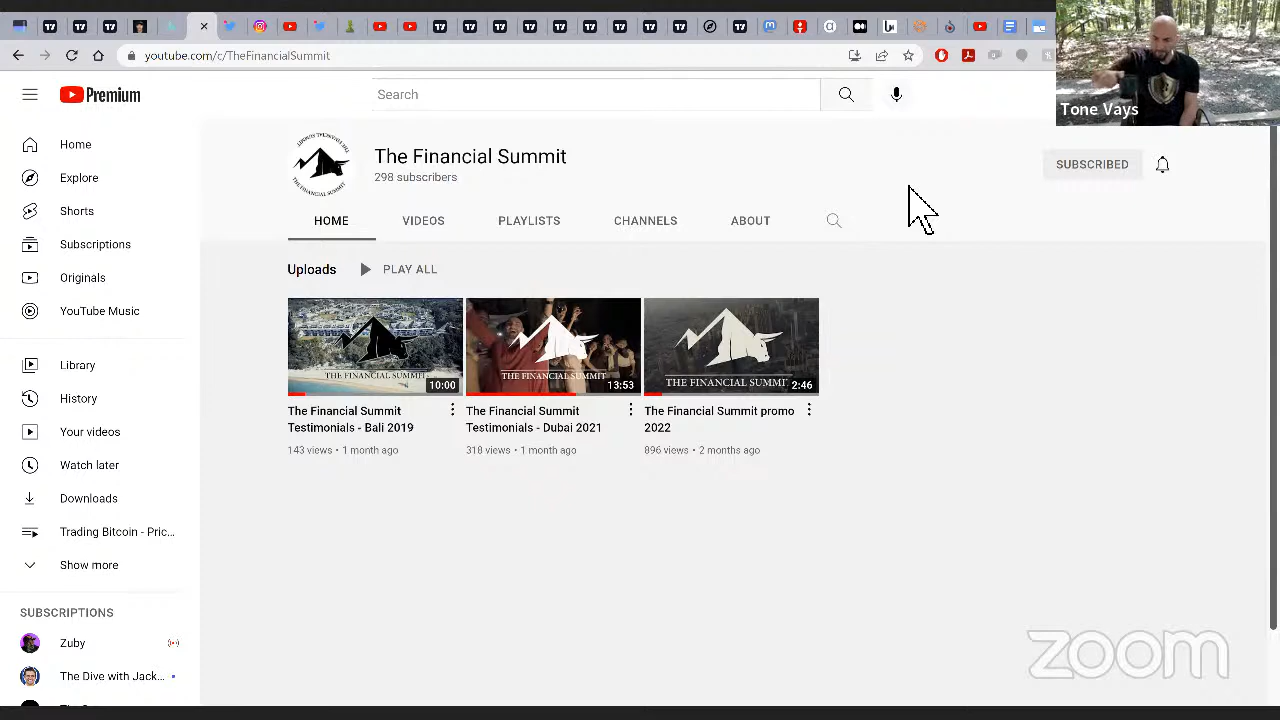 youtube.com/c/TheFinancialSummit
Tone Vays
Premium
Search
Home
Explore
Shorts
Subscriptions
Originals
YouTube Music
Library
History
Your videos
Watch later
Downloads
Trading Bitcoin - Pric...
Show more
SUBSCRIPTIONS
Zuby
The Dive with Jack...
The Financial Summit
298 subscribers
SUBSCRIBED
HOME VIDEOS PLAYLISTS CHANNELS ABOUT
Uploads PLAY ALL
THE FINANCIAL SUMMIT
10:00
The Financial Summit
Testimonials - Bali 2019
143 views • 1 month ago
THE FINANCIAL SUMMIT
13:53
The Financial Summit
Testimonials - Dubai 2021
318 views • 1 month ago
THE FINANCIAL SUMMIT
2:46
The Financial Summit promo
2022
896 views • 2 months ago
zoom